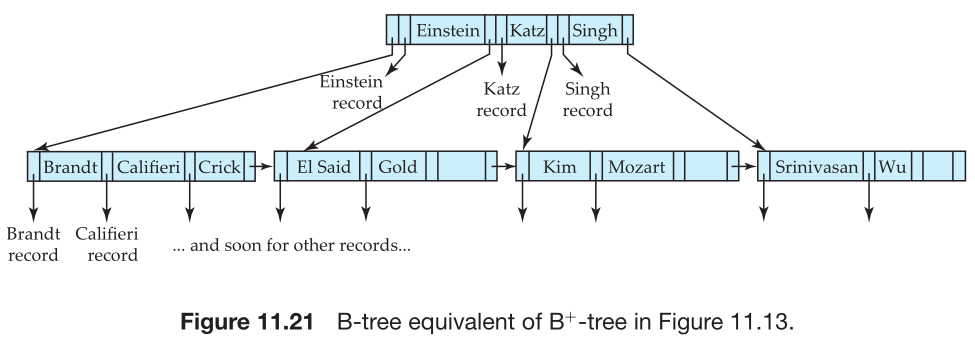 Einstein Katz Singh
Einstein
record
Katz
record
Singh
record
Brandt Califieri Crick El Said Gold Kim Mozart Srinivasan Wu
Brandt
record
Califieri
record
... and soon for other records...
Figure 11.21 B-tree equivalent of B+-tree in Figure 11.13.